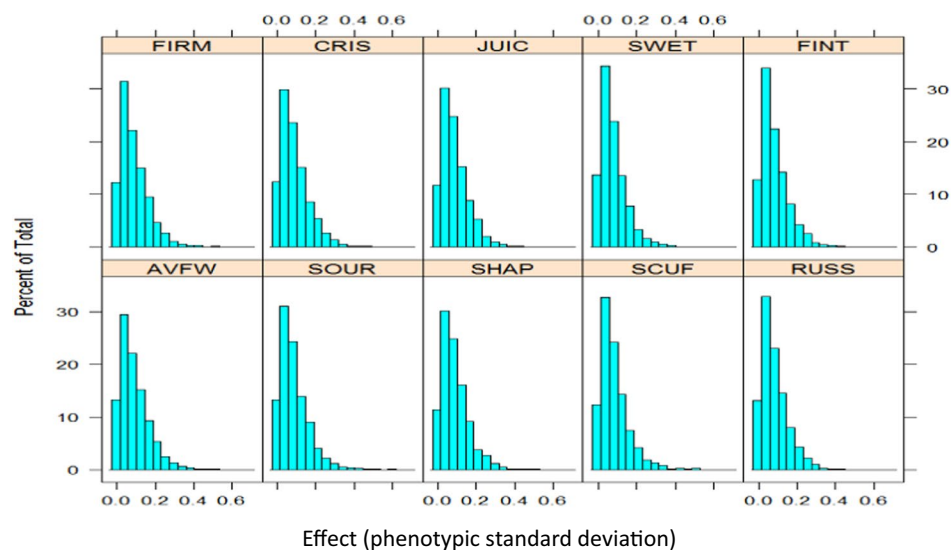 0.0 0.2 0.4 0.6 0.0 0.2 0.4 0.6
FIRM CRIS JUIC SWET FINT
30
20
10
0
AVFW SOUR SHAP SCUF RUSS
30
20
10
0
0.0 0.2 0.4 0.6 0.0 0.2 0.4 0.6 0.0 0.2 0.4 0.6
Percent of Total
Effect (phenotypic standard deviation)